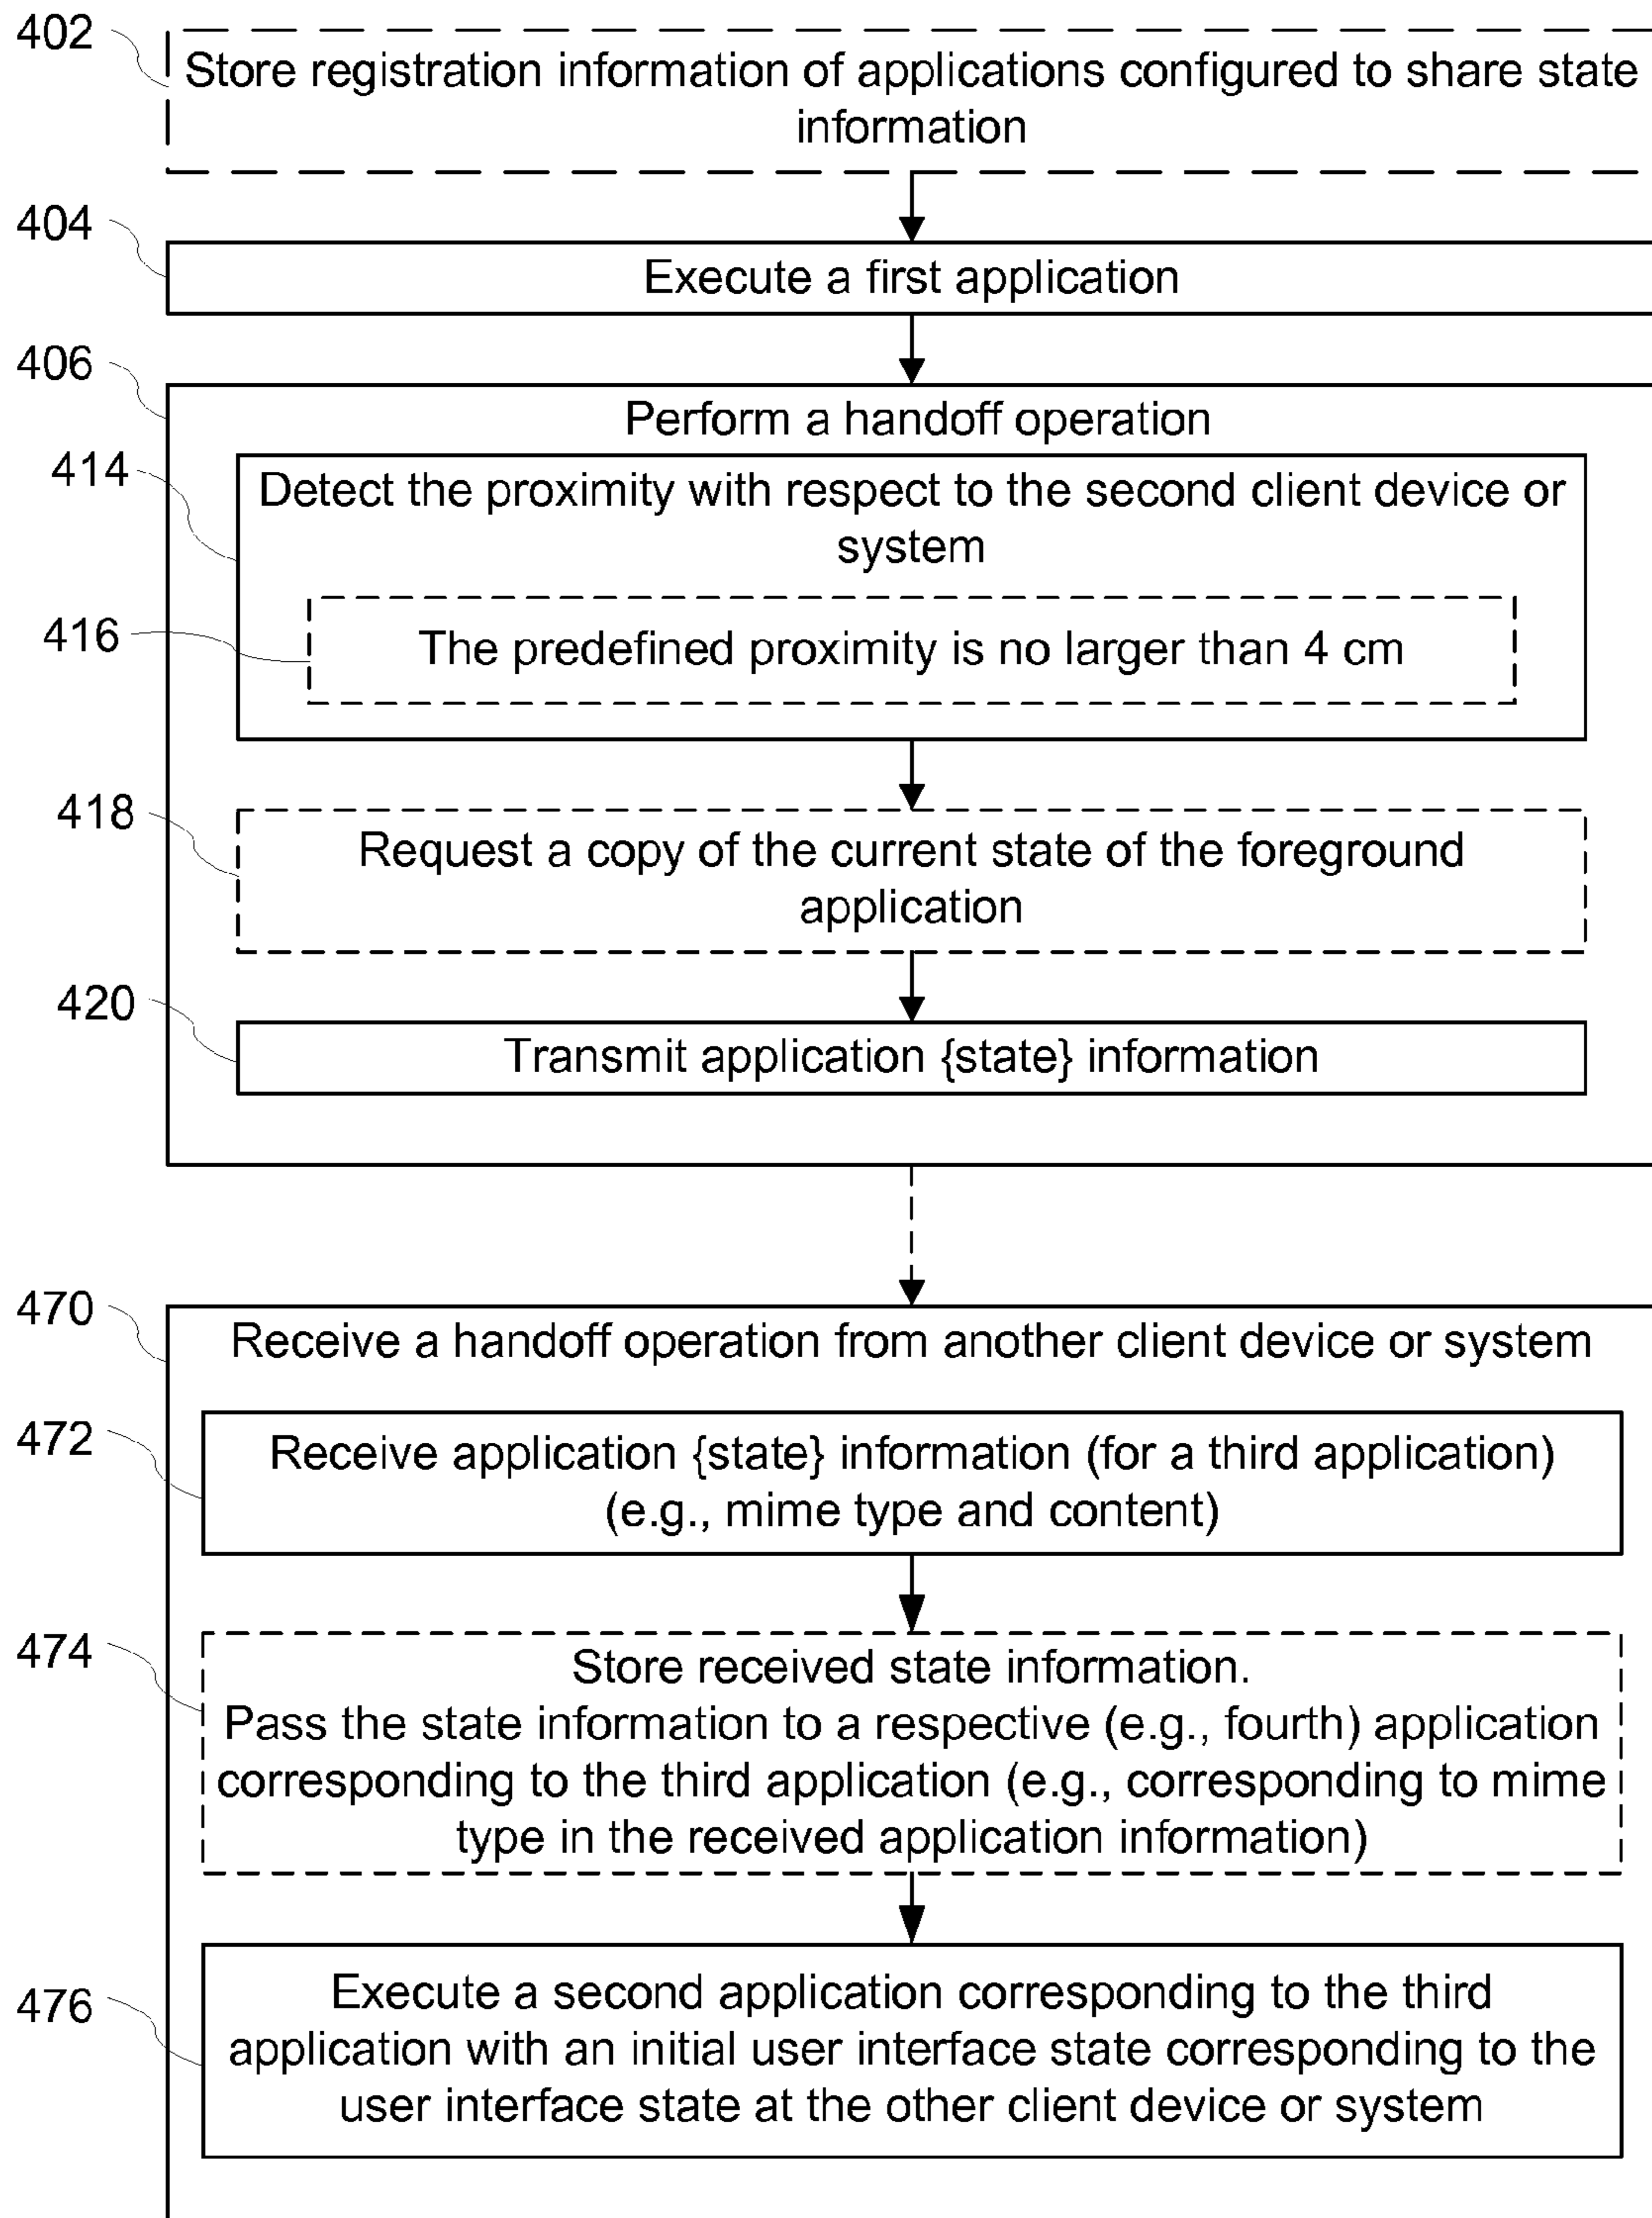 402
Store registration information of applications configured to share state
information
404
Execute a first application
406
Perform a handoff operation
414
Detect the proximity with respect to the second client device or
system
416
The predefined proximity is no larger than 4 cm
418
Request a copy of the current state of the foreground
application
420
Transmit application {state} information
470
Receive a handoff operation from another client device or system
472
Receive application {state} information (for a third application)
(e.g., mime type and content)
474
Store received state information.
Pass the state information to a respective (e.g., fourth) application
corresponding to the third application (e.g., corresponding to mime
type in the received application information)
476
Execute a second application corresponding to the third
application with an initial user interface state corresponding to the
user interface state at the other client device or system